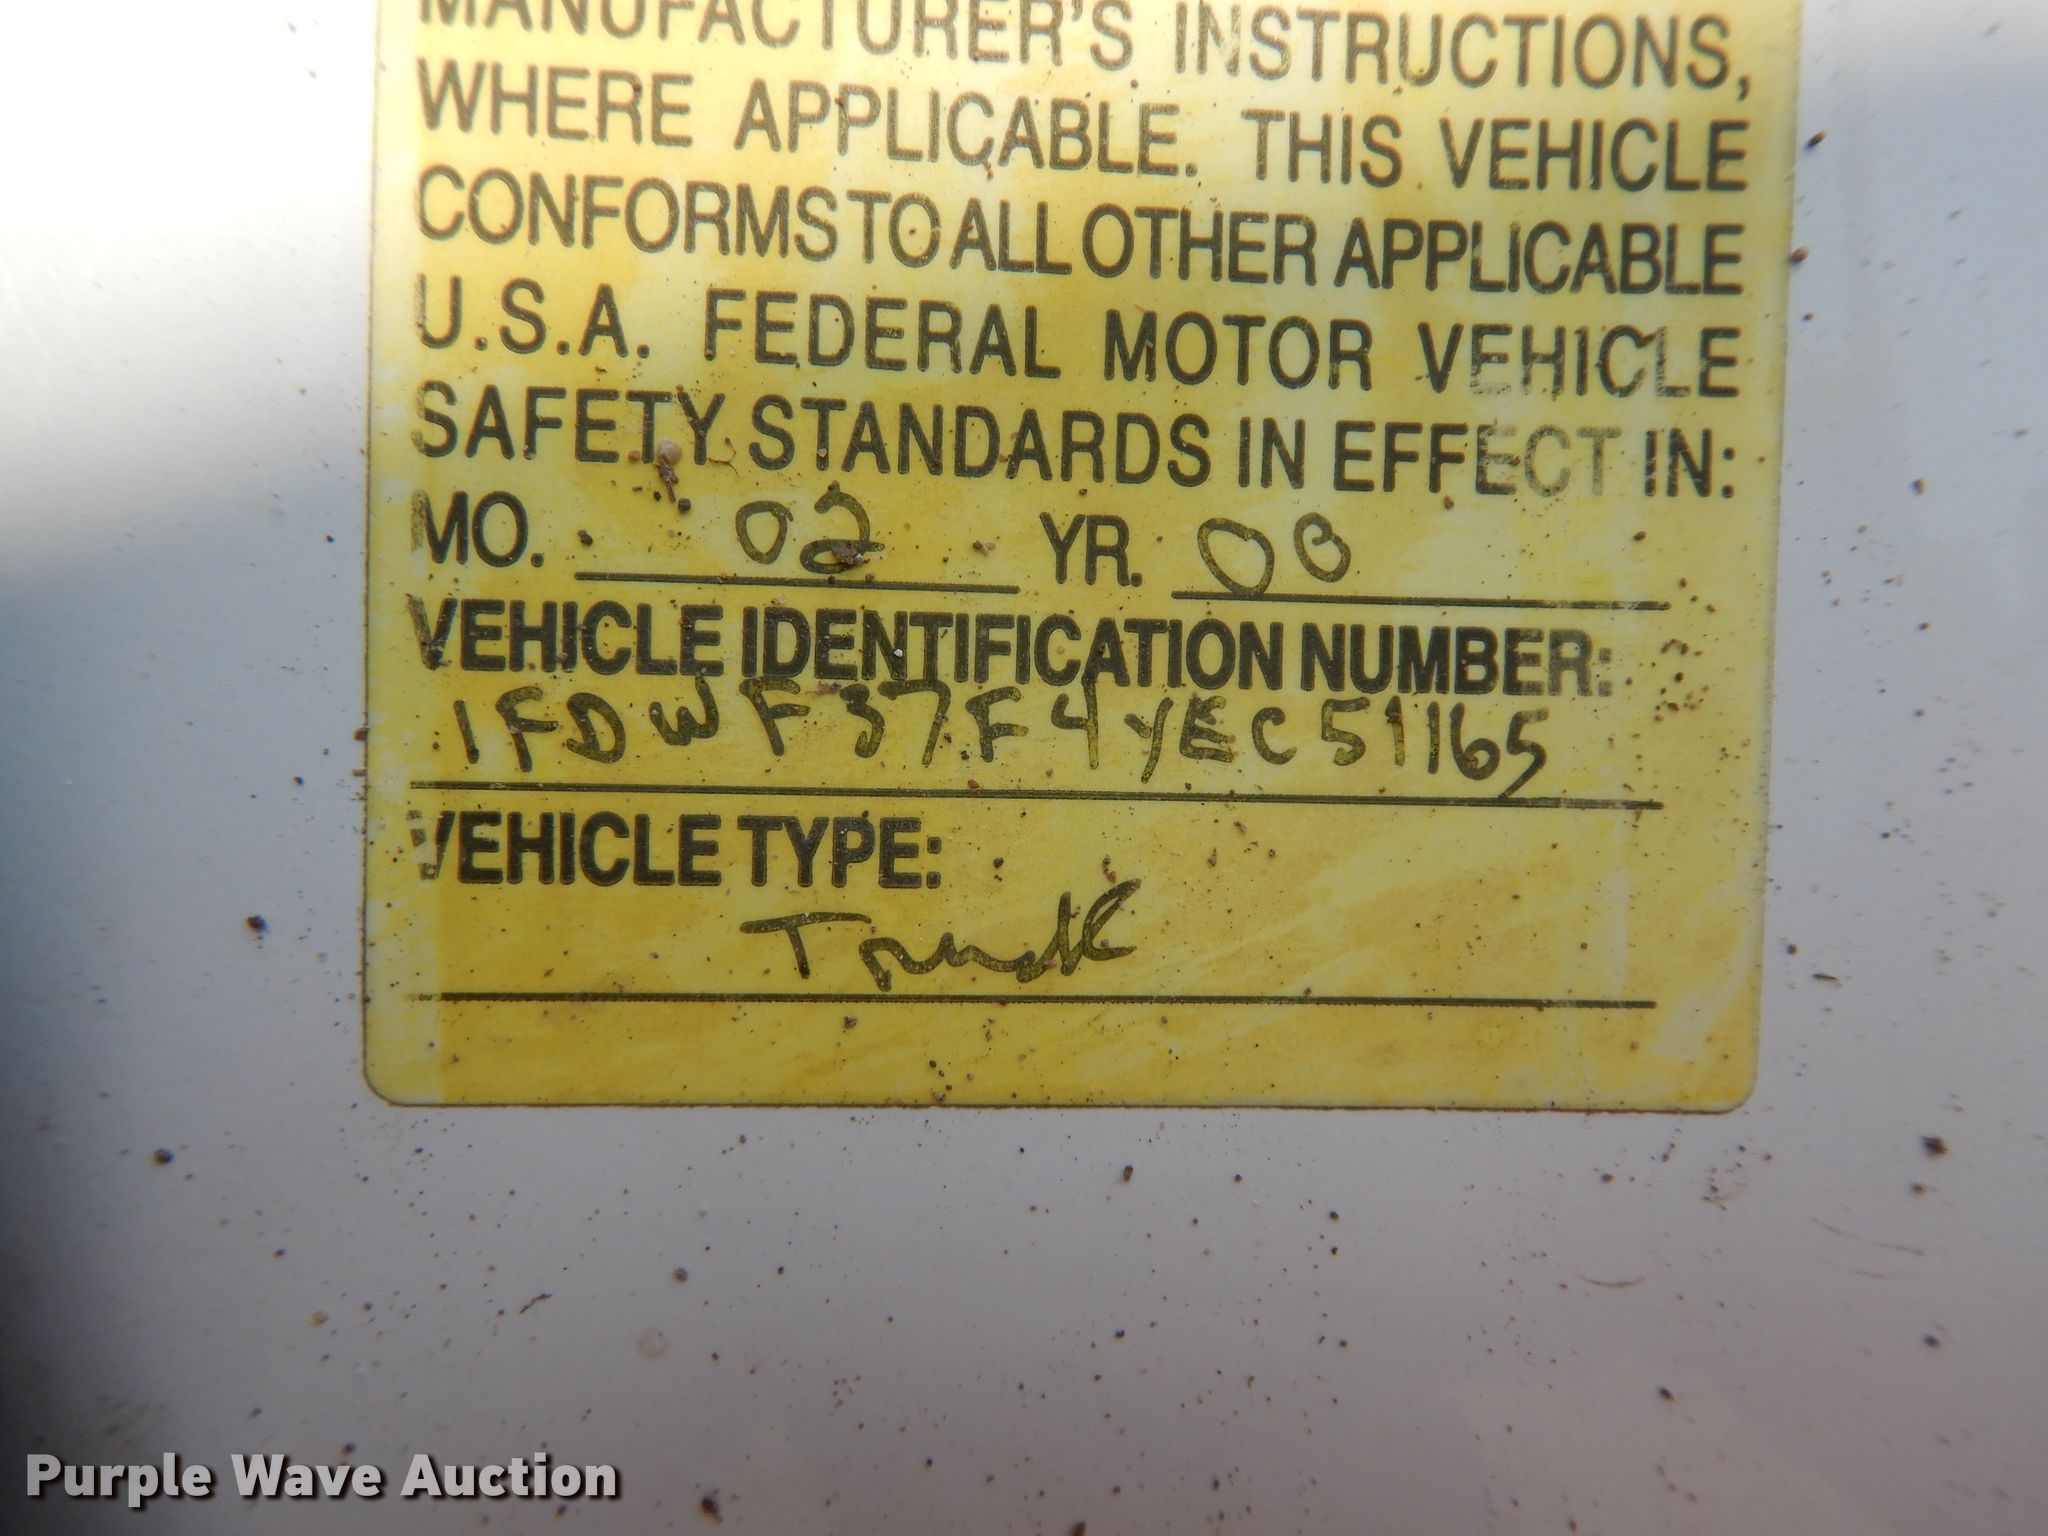 MANUFACTURER'S INSTRUCTIONS,
WHERE APPLICABLE. THIS VEHICLE
CONFORMS TO ALL OTHER APPLICABLE
U.S.A. FEDERAL MOTOR VEHICLE
SAFETY STANDARDS IN EFFECT IN:
MO. 02 YR. 00
VEHICLE IDENTIFICATION NUMBER:
1FDWF37F4YEC51165
VEHICLE TYPE:
Truck
Purple Wave Auction